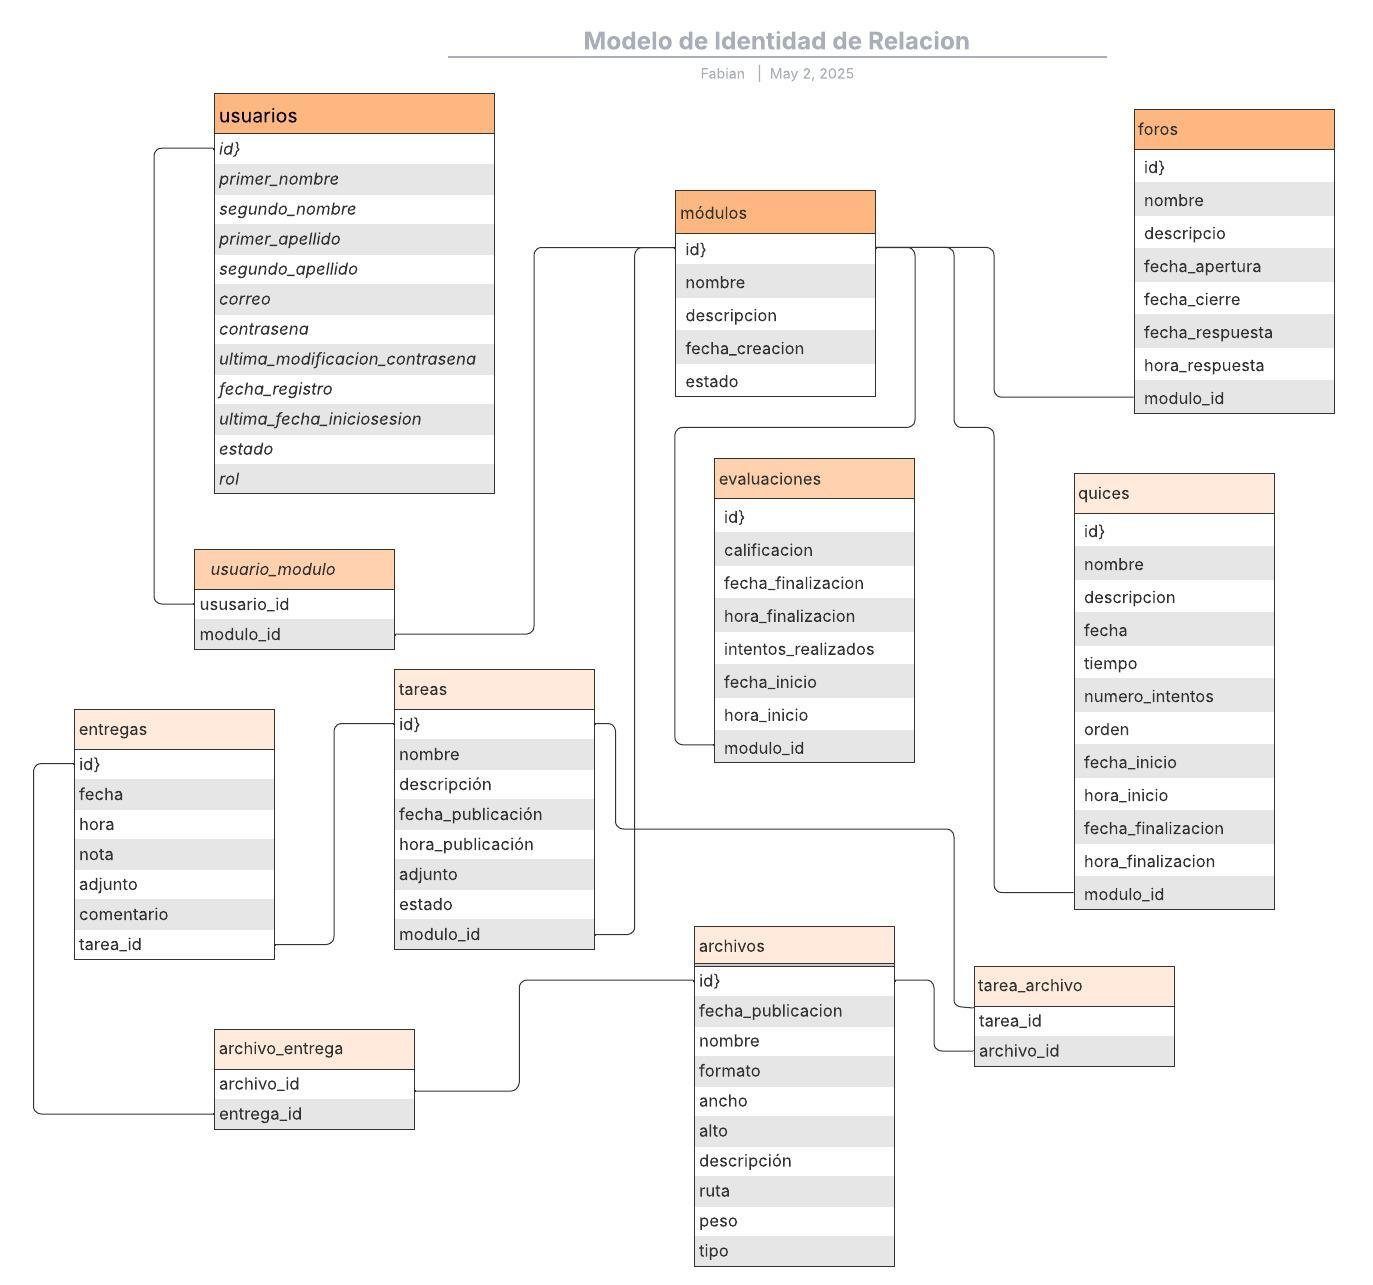 Modelo de Identidad de Relacion
Fabian | May 2, 2025
usuarios
id}
primer_nombre
segundo_nombre
primer_apellido
segundo_apellido
correo
contrasena
ultima_modificacion_contrasena
fecha_registro
ultima_fecha_iniciosesion
estado
rol
módulos
id}
nombre
descripcion
fecha_creacion
estado
foros
id}
nombre
descripcio
fecha_apertura
fecha_cierre
fecha_respuesta
hora_respuesta
modulo_id
evaluaciones
id}
calificacion
fecha_finalizacion
hora_finalizacion
intentos_realizados
fecha_inicio
hora_inicio
modulo_id
quices
id}
nombre
descripcion
fecha
tiempo
numero_intentos
orden
fecha_inicio
hora_inicio
fecha_finalizacion
hora_finalizacion
modulo_id
usuario_modulo
ususario_id
modulo_id
tareas
id}
nombre
descripción
fecha_publicación
hora_publicación
adjunto
estado
modulo_id
entregas
id}
fecha
hora
nota
adjunto
comentario
tarea_id
archivos
id}
fecha_publicacion
nombre
formato
ancho
alto
descripción
ruta
peso
tipo
tarea_archivo
tarea_id
archivo_id
archivo_entrega
archivo_id
entrega_id